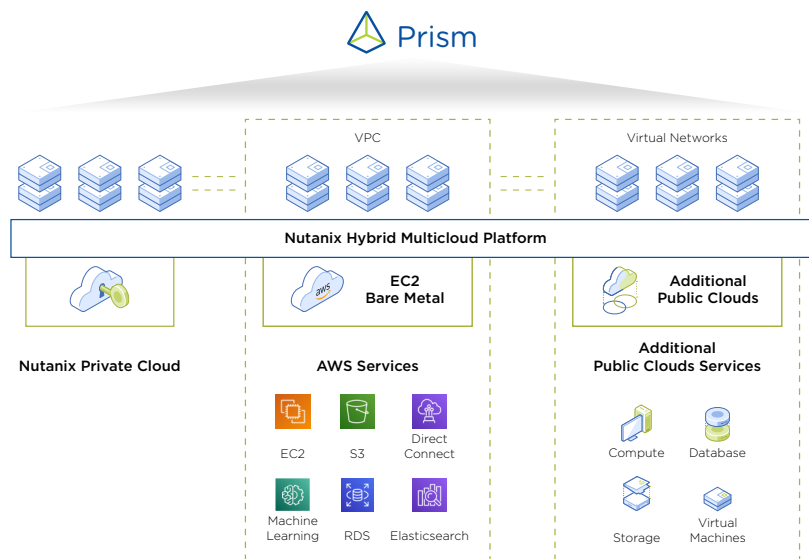 Prism
VPC
Virtual Networks
Nutanix Hybrid Multicloud Platform
aws
EC2
Bare Metal
Additional
Public Clouds
Nutanix Private Cloud
AWS Services
Additional
Public Clouds Services
EC2
S3
Direct
Connect
Compute
Database
Machine
Learning
RDS
Elasticsearch
Storage
Virtual
Machines